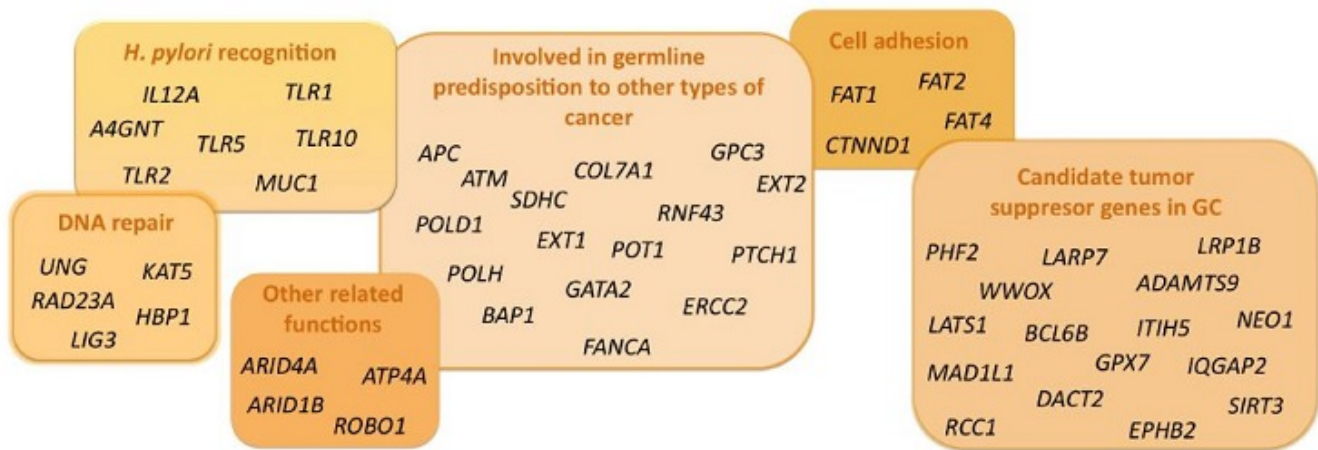 H. pylori recognition
IL12A TLR1
A4GNT TLR5 TLR10
TLR2 MUC1
DNA repair
UNG KAT5
RAD23A HBP1
LIG3
Other related
functions
ARID4A ATP4A
ARID1B
ROBO1
Involved in germline
predisposition to other types of
cancer
APC COL7A1 GPC3
ATM SDHC EXT2
POLD1 RNF43
EXT1 POT1 PTCH1
POLH GATA2
BAP1 ERCC2
FANCA
Cell adhesion
FAT1 FAT2
FAT4
CTNND1
Candidate tumor
suppresor genes in GC
PHF2 LARP7 LRP1B
WWOX ADAMTS9
LATS1 BCL6B ITIH5 NEO1
MAD1L1 GPX7 IQGAP2
DACT2 SIRT3
RCC1 EPHB2